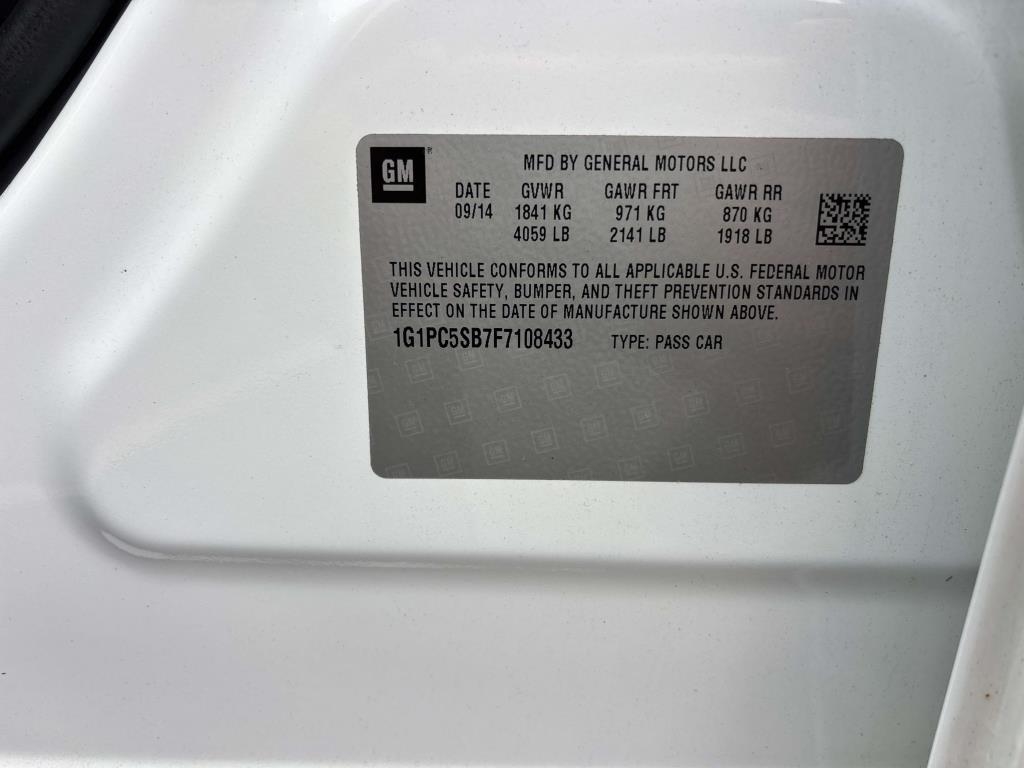 GM®
MFD BY GENERAL MOTORS LLC
DATE GVWR GAWR FRT GAWR RR
09/14 1841 KG 971 KG 870 KG
4059 LB 2141 LB 1918 LB
THIS VEHICLE CONFORMS TO ALL APPLICABLE U.S. FEDERAL MOTOR
VEHICLE SAFETY, BUMPER, AND THEFT PREVENTION STANDARDS IN
EFFECT ON THE DATE OF MANUFACTURE SHOWN ABOVE.
1G1PC5SB7F7108433 TYPE: PASS CAR